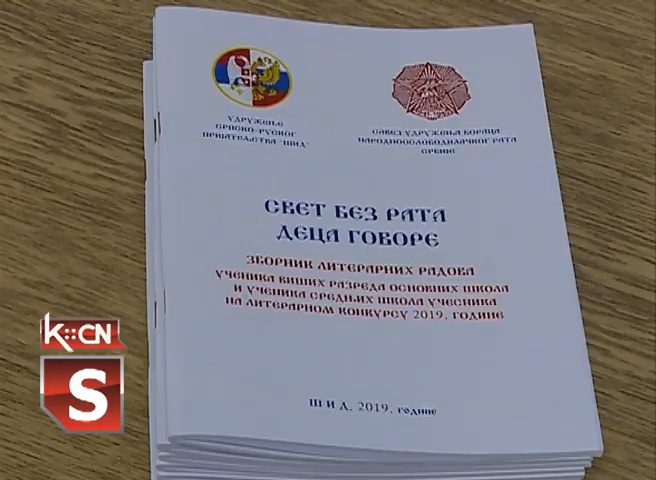 УДРУЖЕЊЕ
СРПСКО-РУСКОГ
ПРИЈАТЕЉСТВА "ШИД"
САВЕЗ УДРУЖЕЊА БОРАЦА
НАРОДНООСЛОБОДИЛАЧКОГ РАТА
СРБИЈЕ
СВЕТ БЕЗ РАТА
ДЕЦА ГОВОРЕ
ЗБОРНИК ЛИТЕРАРНИХ РАДОВА
УЧЕНИКА ВИШИХ РАЗРЕДА ОСНОВНИХ ШКОЛА
И УЧЕНИКА СРЕДЊИХ ШКОЛА УЧЕСНИКА
НА ЛИТЕРАРНОМ КОНКУРСУ 2019. ГОДИНЕ
ШИД, 2019. године
K::CN
S